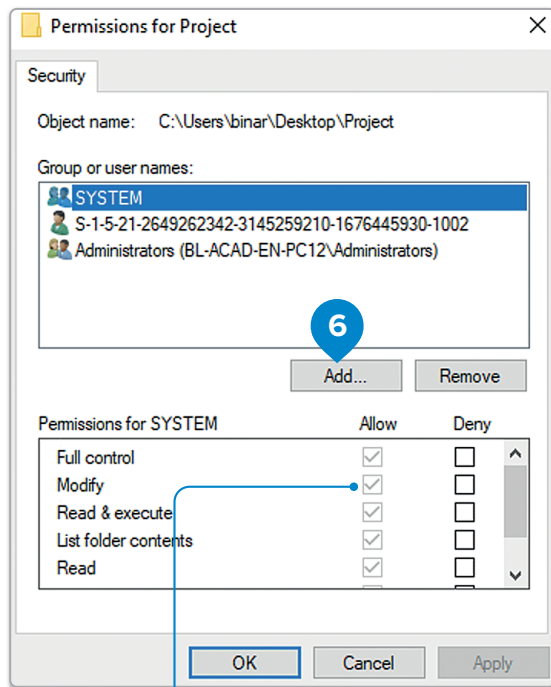 Permissions for Project
Security
Object name: C:\Users\binar\Desktop\Project
Group or user names:
SYSTEM
S-1-5-21-2649262342-3145259210-1676445930-1002
Administrators (BL-ACAD-EN-PC12\Administrators)
6
Add... Remove
Permissions for SYSTEM Allow Deny
Full control
Modify
Read & execute
List folder contents
Read
OK Cancel Apply